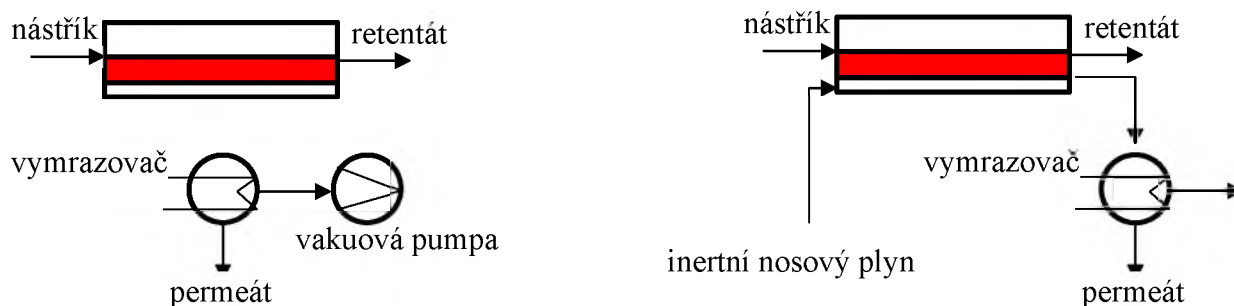 nástřik
retentát
vymrazovač
vakuová pumpa
permeát
nástřik
retentát
vymrazovač
inertní nosový plyn
permeát